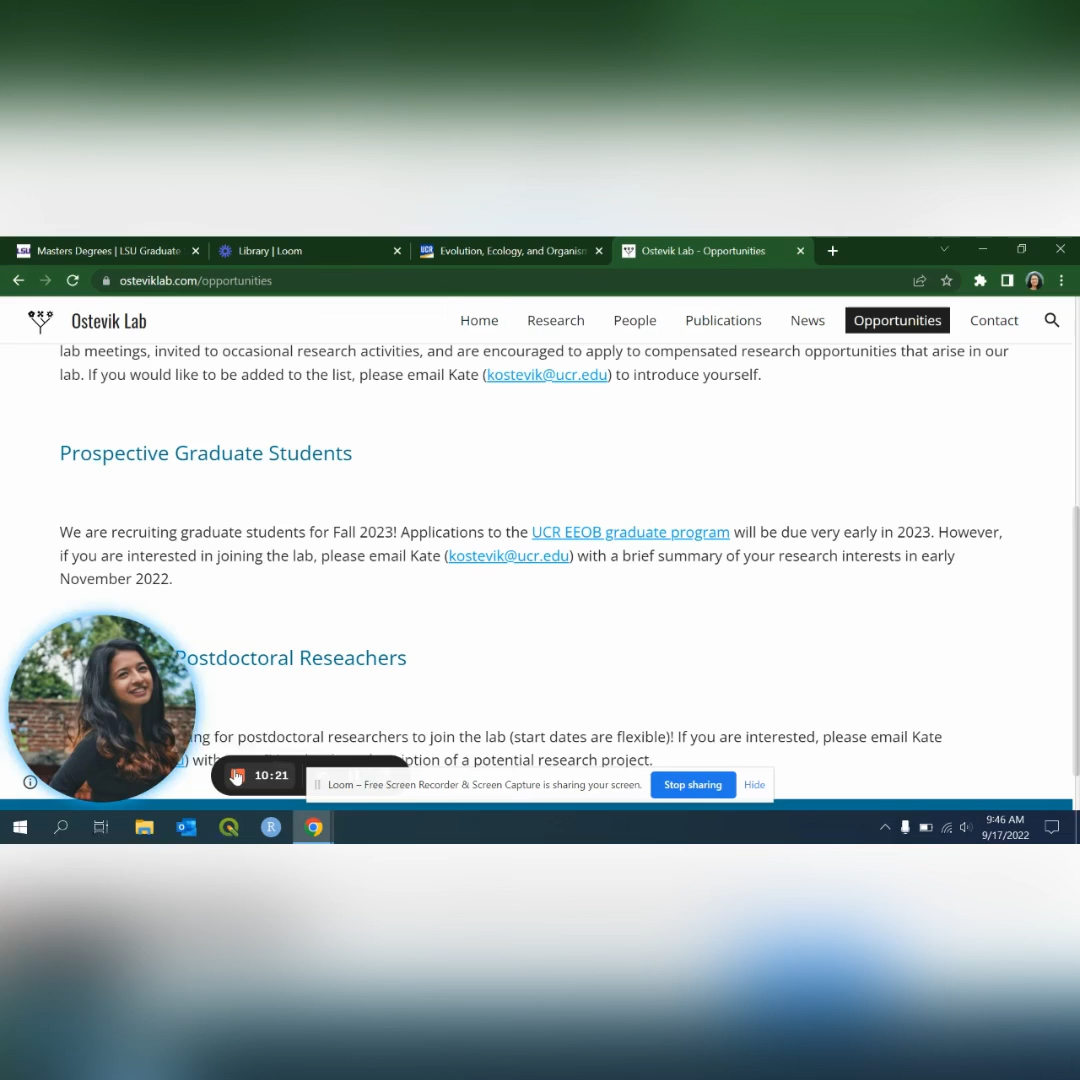 Masters Degrees | LSU Graduate
Library | Loom
UCR
Evolution, Ecology, and Organism
Ostevik Lab - Opportunities
osteviklab.com/opportunities
Ostevik Lab
Home
Research
People
Publications
News
Opportunities
Contact
lab meetings, invited to occasional research activities, and are encouraged to apply to compensated research opportunities that arise in our
lab. If you would like to be added to the list, please email Kate (kostevik@ucr.edu) to introduce yourself.
Prospective Graduate Students
We are recruiting graduate students for Fall 2023! Applications to the UCR EEOB graduate program will be due very early in 2023. However,
if you are interested in joining the lab, please email Kate (kostevik@ucr.edu) with a brief summary of your research interests in early
November 2022.
Postdoctoral Reseachers
ng for postdoctoral researchers to join the lab (start dates are flexible)! If you are interested, please email Kate
) with ption of a potential research project.
10:21
Loom – Free Screen Recorder & Screen Capture is sharing your screen.
Stop sharing
Hide
R
9:46 AM
9/17/2022